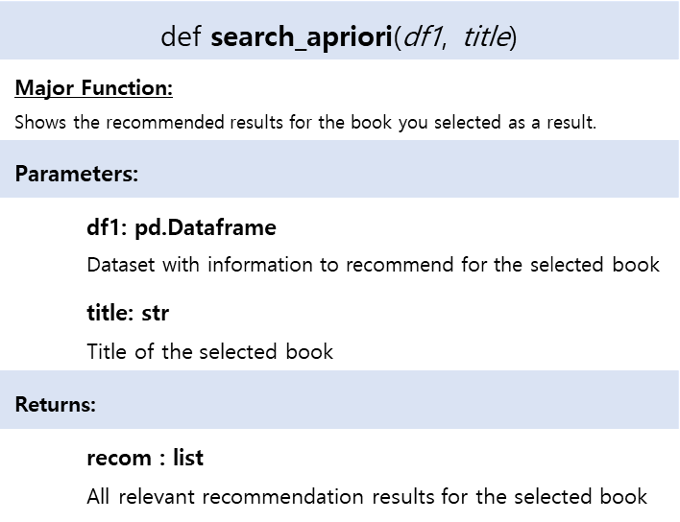 def search_apriori(df1, title)
Major Function:
Shows the recommended results for the book you selected as a result.
Parameters:
df1: pd.Dataframe
Dataset with information to recommend for the selected book
title: str
Title of the selected book
Returns:
recom : list
All relevant recommendation results for the selected book